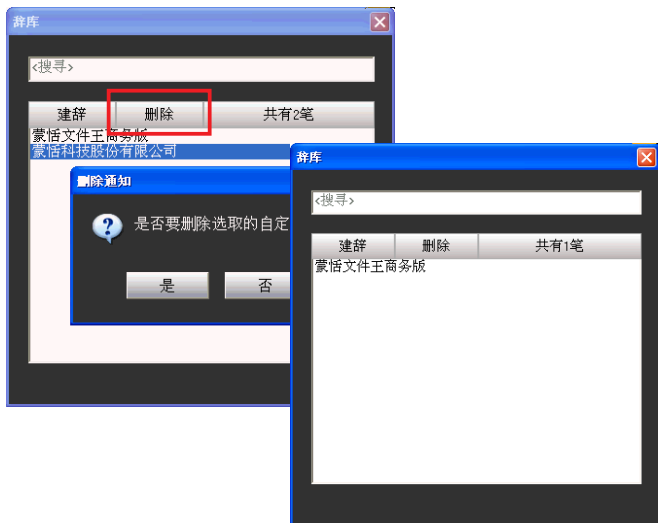 辞库
<搜寻>
建辞 删除 共有2笔
蒙恬文件王商务版
蒙恬科技股份有限公司
删除通知
是否要删除选取的自定
是 否
辞库
<搜寻>
建辞 删除 共有1笔
蒙恬文件王商务版